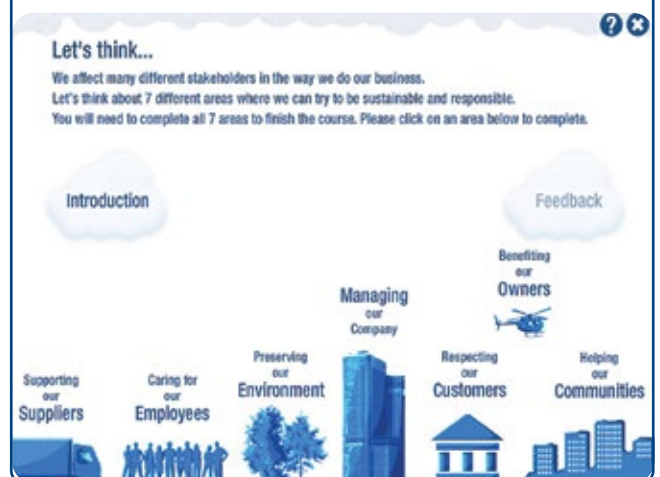 Let's think...
We affect many different stakeholders in the way we do our business.
Let's think about 7 different areas where we can try to be sustainable and responsible.
You will need to complete all 7 areas to finish the course. Please click on an area below to complete.
Introduction
Feedback
Supporting
our
Suppliers
Caring for
our
Employees
Preserving
our
Environment
Managing
our
Company
Respecting
our
Customers
Benefiting
our
Owners
Helping
our
Communities